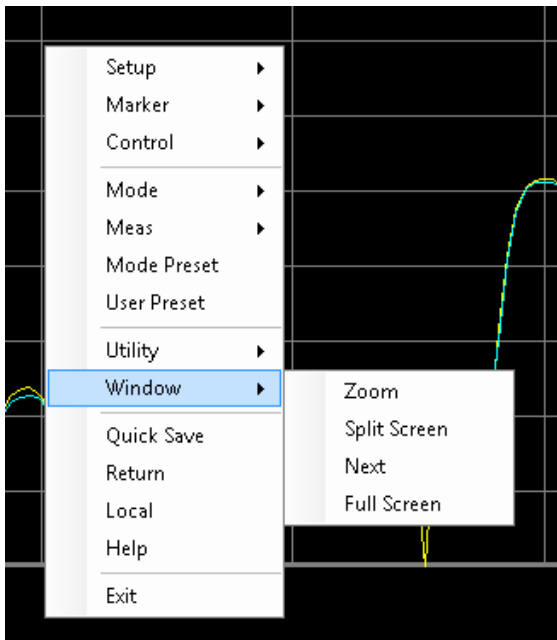 Setup
Marker
Control
Mode
Meas
Mode Preset
User Preset
Utility
Window
Quick Save
Return
Local
Help
Exit
Zoom
Split Screen
Next
Full Screen